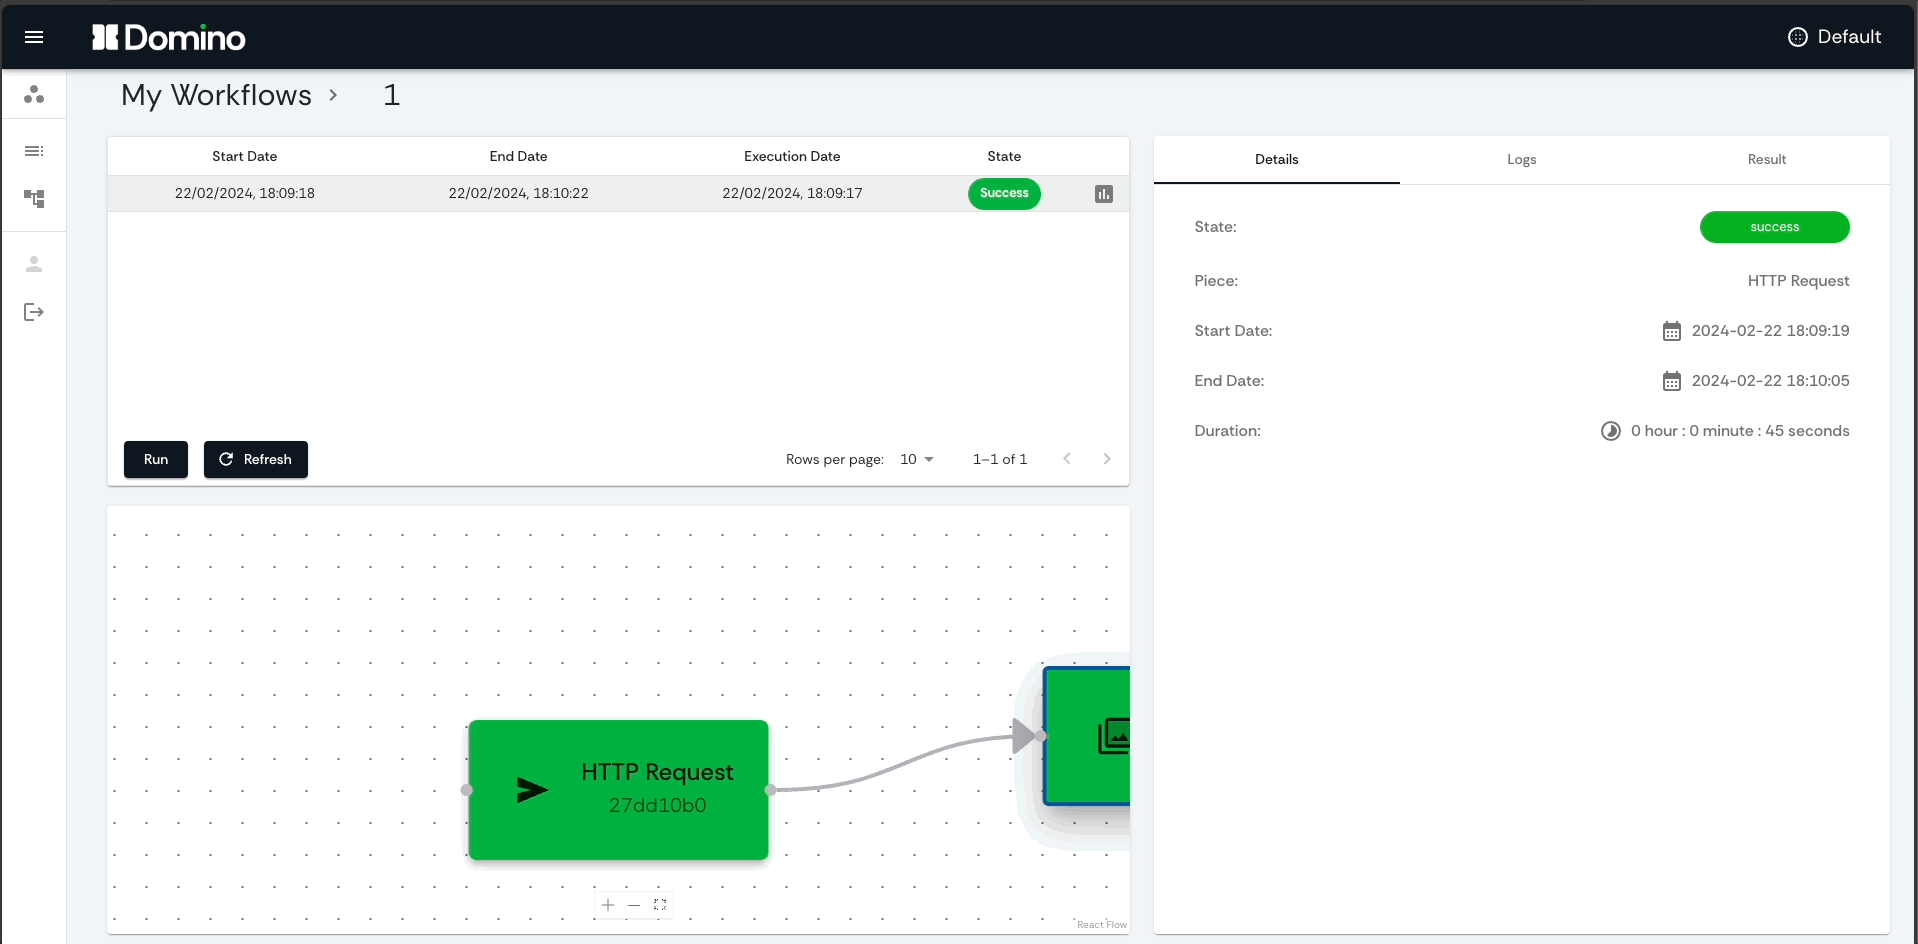 Domino
Default
My Workflows > 1
Start Date End Date Execution Date State
22/02/2024, 18:09:18 22/02/2024, 18:10:22 22/02/2024, 18:09:17 Success
Run Refresh Rows per page: 10 1–1 of 1
HTTP Request
27dd10b0
React Flow
Details Logs Result
State: success
Piece: HTTP Request
Start Date: 2024-02-22 18:09:19
End Date: 2024-02-22 18:10:05
Duration: 0 hour : 0 minute : 45 seconds